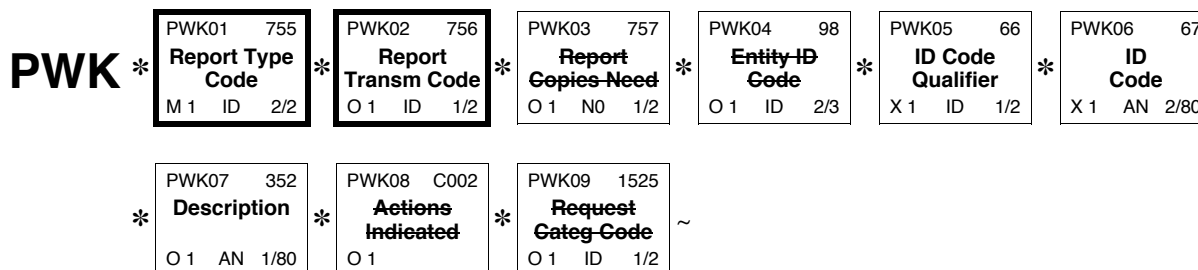 PWK * PWK01 755 * PWK02 756 * PWK03 757 * PWK04 98 * PWK05 66 * PWK06 67
Report Type Report Report Entity ID ID Code ID
Code Transm Code Copies Need Code Qualifier Code
M 1 ID 2/2 O 1 ID 1/2 O 1 N0 1/2 O 1 ID 2/3 X 1 ID 1/2 X 1 AN 2/80
* PWK07 352 * PWK08 C002 * PWK09 1525 ~
Description Actions Request
Indicated Categ Code
O 1 AN 1/80 O 1 O 1 ID 1/2